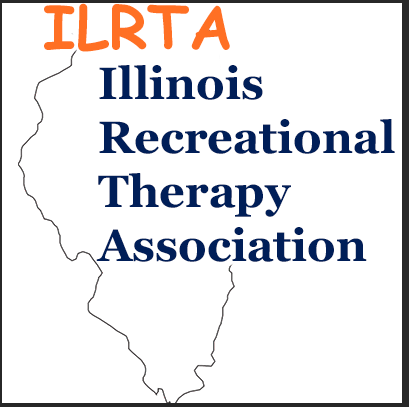 ILRTA
Illinois
Recreational
Therapy
Association